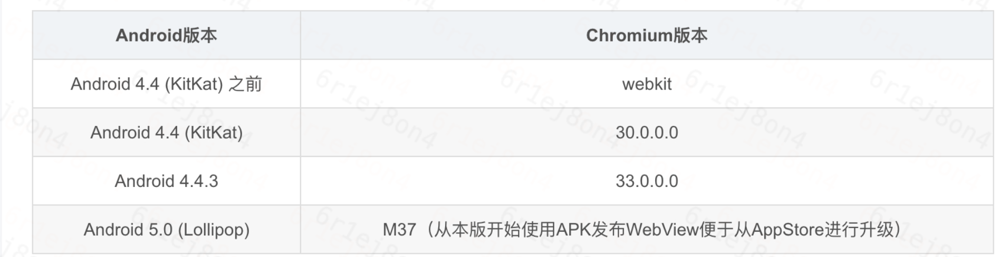 Android版本 Chromium版本
Android 4.4 (KitKat) 之前 webkit
Android 4.4 (KitKat) 30.0.0.0
Android 4.4.3 33.0.0.0
Android 5.0 (Lollipop) M37（从本版开始使用APK发布WebView便于从AppStore进行升级）
6r1ej8on4